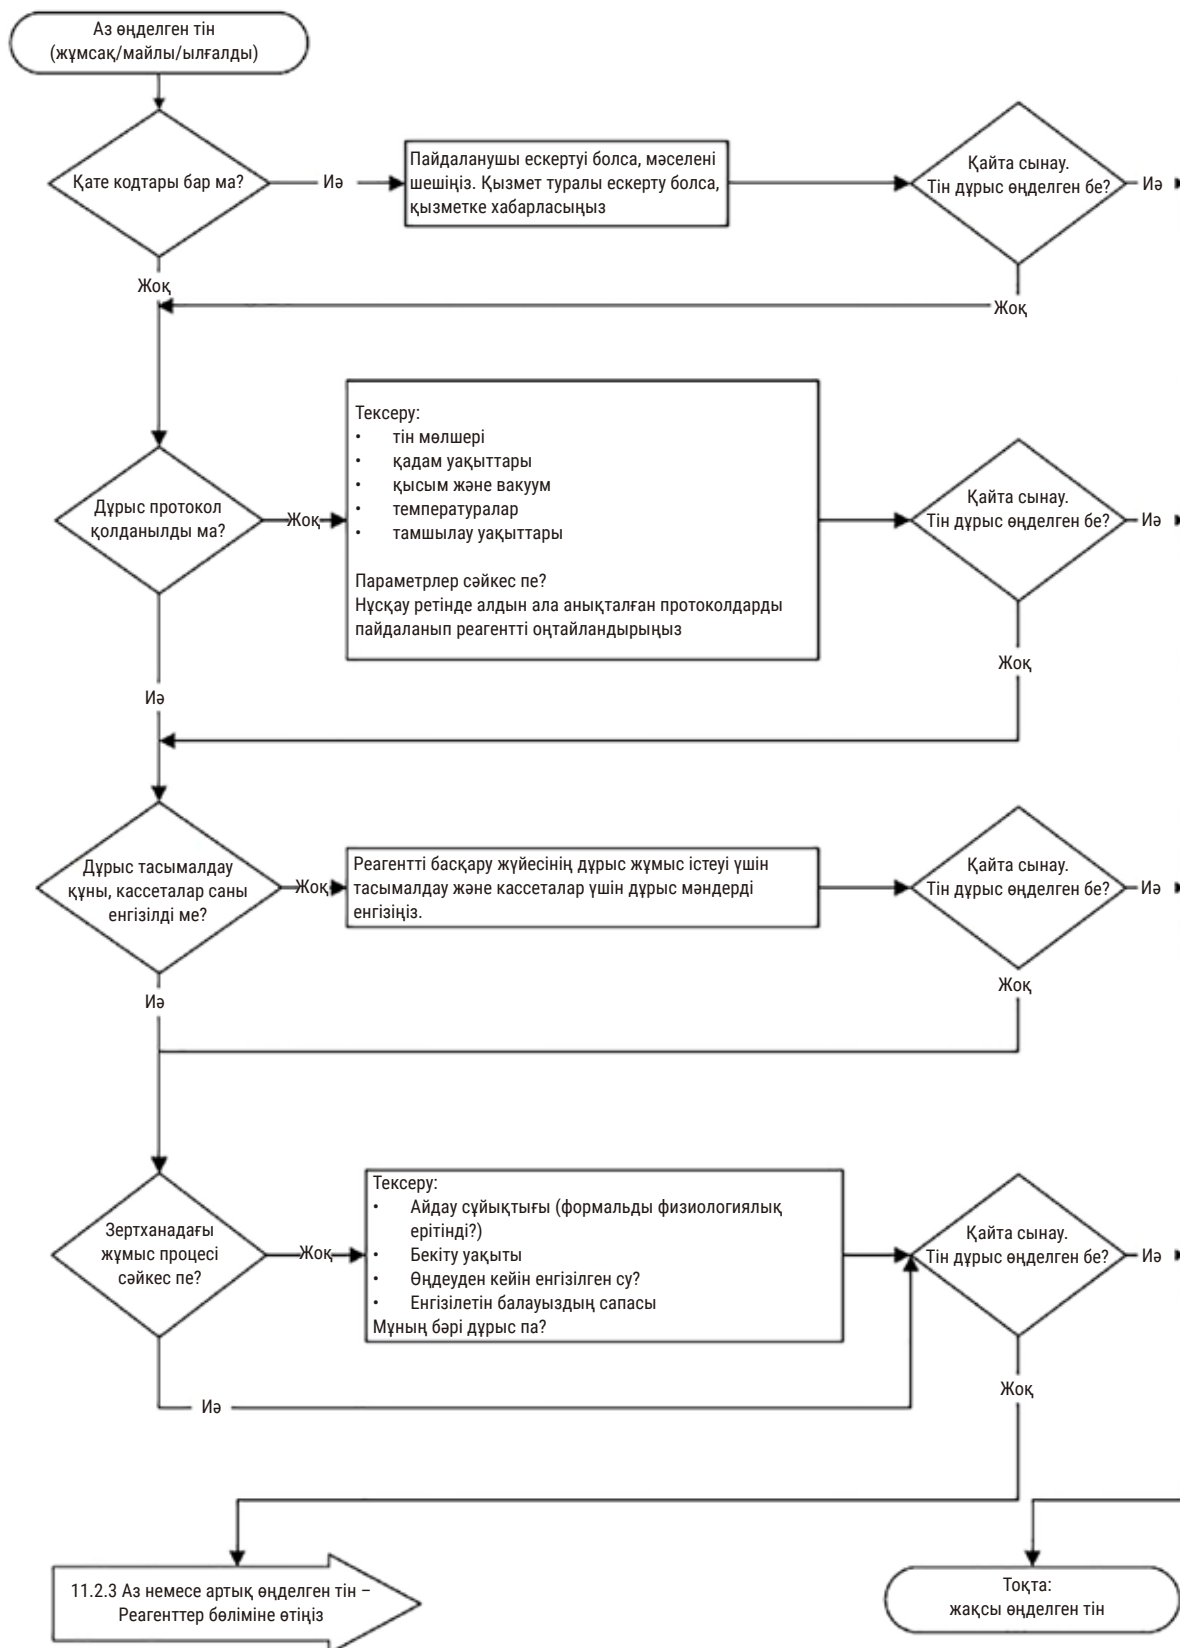 Аз өңделген тін
(жұмсақ/майлы/ылғалды)
Қате кодтары бар ма?
Иә
Пайдаланушы ескертуі болса, мәселені
шешіңіз. Қызмет туралы ескерту болса,
қызметке хабарласыңыз
Қайта сынау.
Тін дұрыс өңделген бе?
Иә
Жоқ
Жоқ
Дұрыс протокол
қолданылды ма?
Жоқ
Тексеру:
• тін мөлшері
• қадам уақыттары
• қысым және вакуум
• температуралар
• тамшылау уақыттары
Параметрлер сәйкес пе?
Нұсқау ретінде алдын ала анықталған протоколдарды
пайдаланып реагентті оңтайландырыңыз
Қайта сынау.
Тін дұрыс өңделген бе?
Иә
Жоқ
Иә
Дұрыс тасымалдау
құны, кассеталар саны
енгізілді ме?
Жоқ
Реагентті басқару жүйесінің дұрыс жұмыс істеуі үшін
тасымалдау және кассеталар үшін дұрыс мәндерді
енгізіңіз.
Қайта сынау.
Тін дұрыс өңделген бе?
Иә
Жоқ
Иә
Зертханадағы
жұмыс процесі
сәйкес пе?
Жоқ
Тексеру:
• Айдау сұйықтығы (формальды физиологиялық
ерітінді?)
• Бекіту уақыты
• Өңдеуден кейін енгізілген су?
• Енгізілетін балауыздың сапасы
Мұның бәрі дұрыс па?
Қайта сынау.
Тін дұрыс өңделген бе?
Иә
Жоқ
Иә
11.2.3 Аз немесе артық өңделген тін –
Реагенттер бөліміне өтіңіз
Тоқта:
жақсы өңделген тін